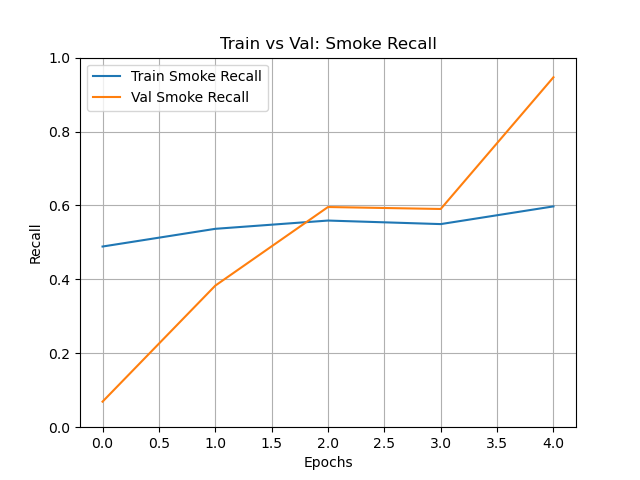 Train vs Val: Smoke Recall
Train Smoke Recall
Val Smoke Recall
1.0
0.8
0.6
0.4
0.2
0.0
Recall
0.0 0.5 1.0 1.5 2.0 2.5 3.0 3.5 4.0
Epochs